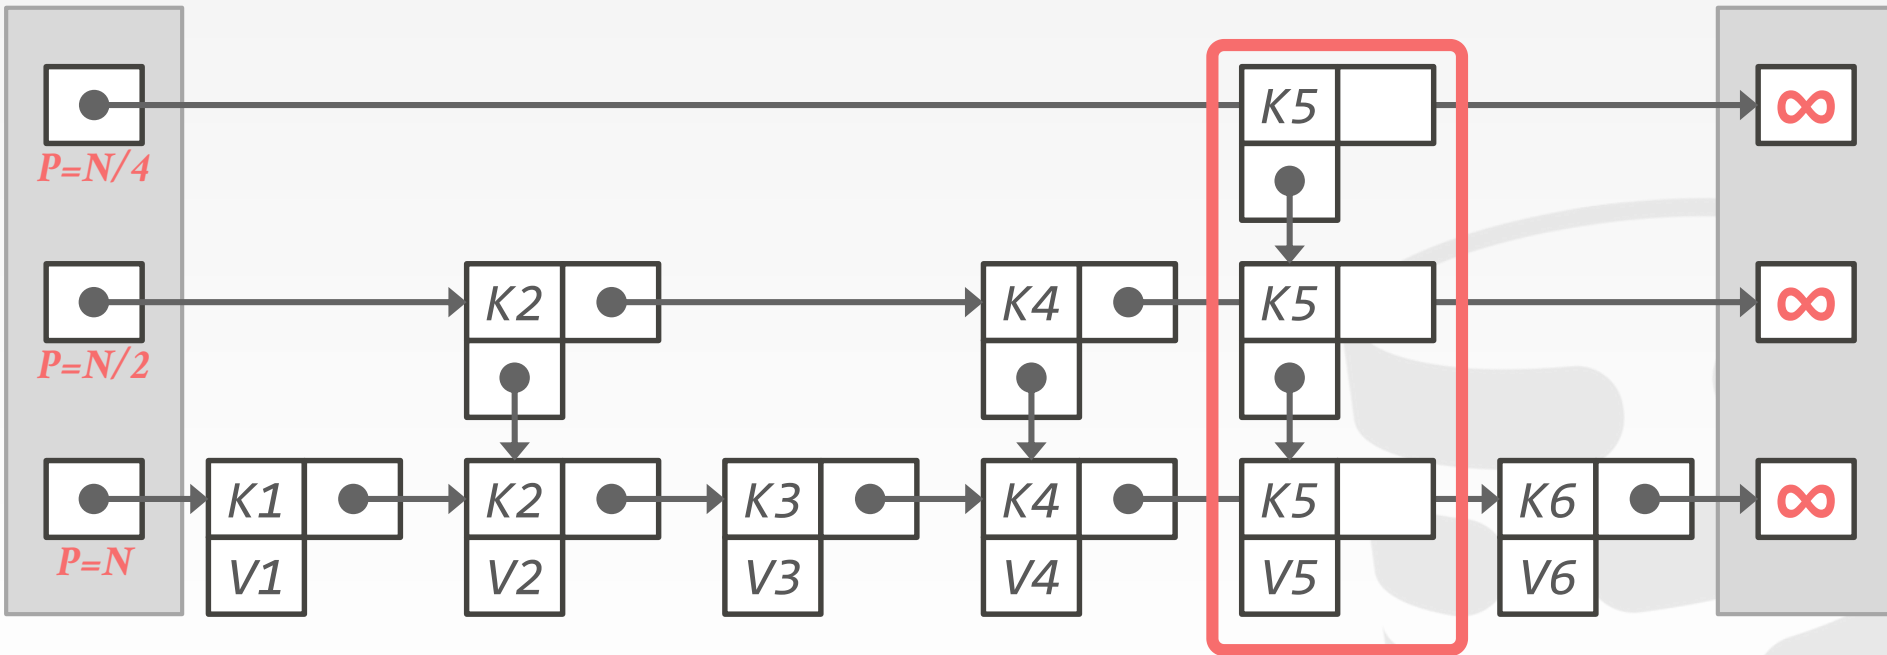 K5 ∞
P=N/4
K2 K4 K5 ∞
P=N/2
K1 K2 K3 K4 K5 K6 ∞
P=N
V1 V2 V3 V4 V5 V6